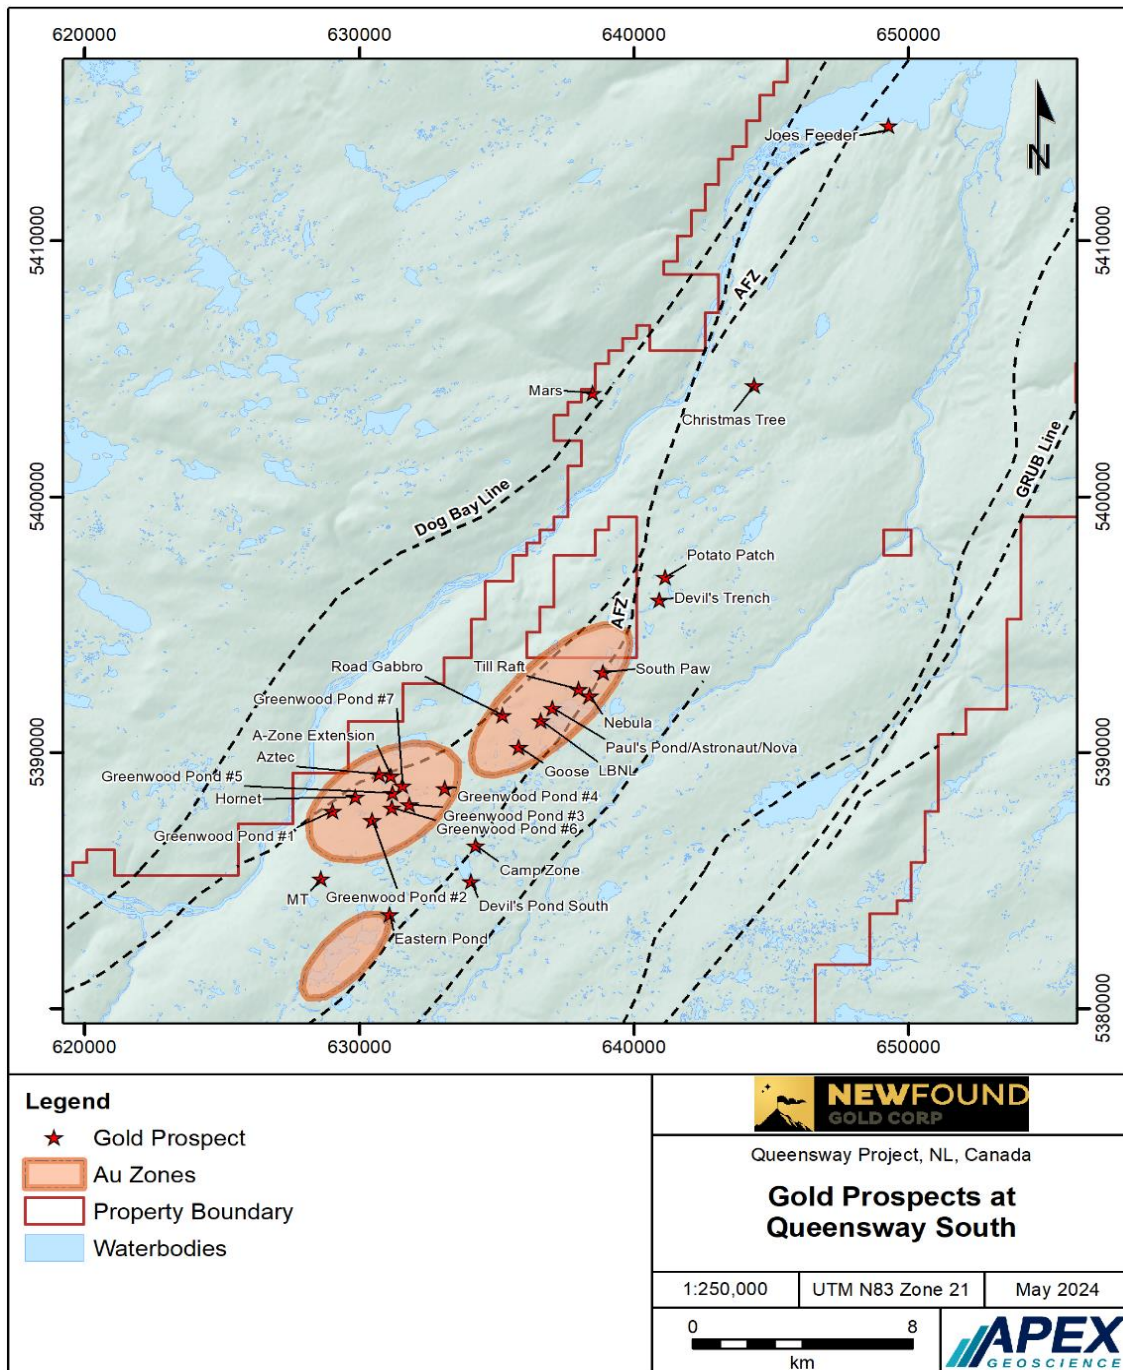 620000
630000
640000
650000
Joes Feeder
N
5410000
5410000
AFZ
Mars
Christmas Tree
GRUB Line
Dog Bay Line
5400000
5400000
Potato Patch
Devil's Trench
AFZ
Road Gabbro
Till Raft
South Paw
Greenwood Pond #7
Nebula
A-Zone Extension
Paul's Pond/Astronaut/Nova
Aztec
Goose
LBNL
5390000
5390000
Greenwood Pond #5
Greenwood Pond #4
Hornet
Greenwood Pond #3
Greenwood Pond #6
Greenwood Pond #1
Camp Zone
MT
Greenwood Pond #2
Devil's Pond South
Eastern Pond
5380000
5380000
620000
630000
640000
650000
Legend
Gold Prospect
Au Zones
Property Boundary
Waterbodies
NEWFOUND
GOLD CORP
Queensway Project, NL, Canada
Gold Prospects at
Queensway South
1:250,000
UTM N83 Zone 21
May 2024
0 8
km
APEX
GEOSCIENCE